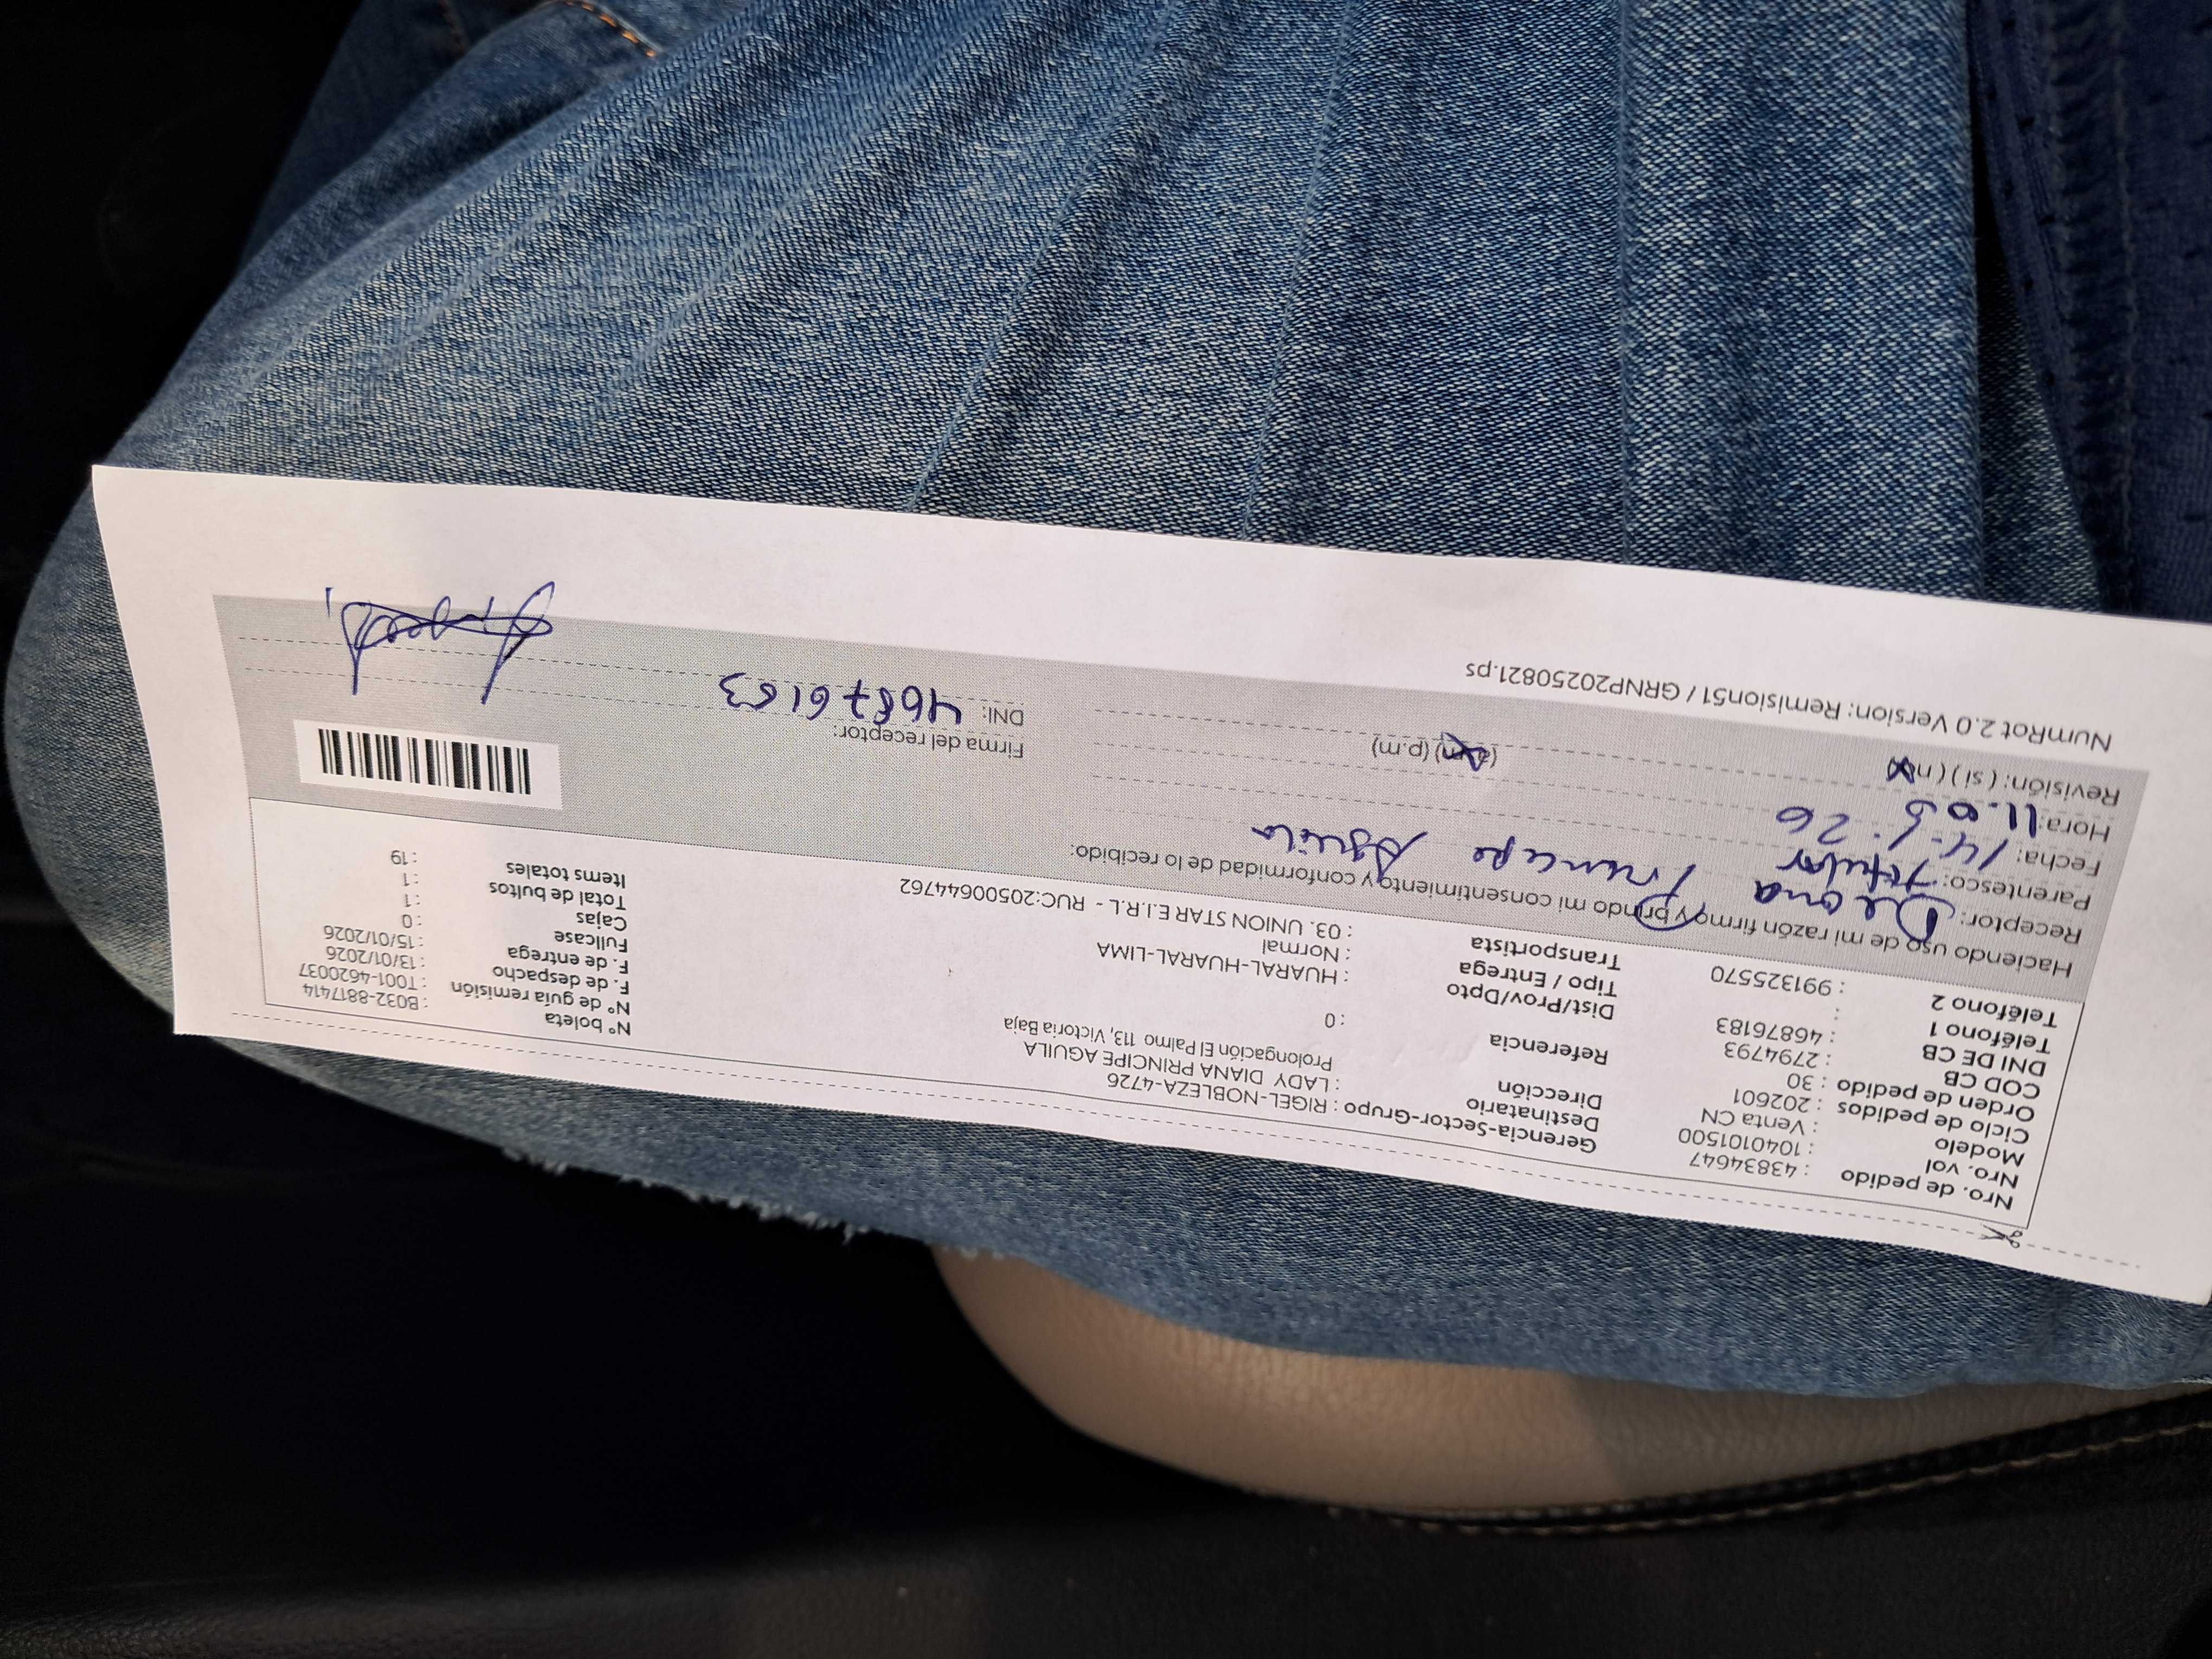 Nro. de pedido : 43834647
Nro. vol : 1040101500
Modelo : Venta CN
Ciclo de pedidos : 202601
Orden de pedido : 30
COD CB : 2794793
DNI DE CB : 46876183
Teléfono 1 :
Teléfono 2 : 991325570
Gerencia-Sector-Grupo : RIGEL-NOBLEZA-4726
Destinatario : LADY DIANA PRINCIPE AGUILA
Dirección Prolongación El Palmo 113, Victoria Baja
Referencia : 0
Dist/Prov/Dpto : HUARAL-HUARAL-LIMA
Tipo / Entrega : Normal
Transportista : 03. UNION STAR E.I.R.L - RUC:20500644762
N° boleta : B032-8817414
N° de guía remisión : T001-4620037
F. de despacho : 13/01/2026
F. de entrega : 15/01/2026
Fullcase : 0
Cajas : 1
Total de bultos : 1
Items totales : 19
Haciendo uso de mi razón firmo y brindo mi consentimiento y conformidad de lo recibido:
Receptor: Diana Principe Aguila
Parentesco: Titular
Fecha: 14. 26
Hora: 11.05 (a.m) (p.m)
Revisión: (si) (no)
Firma del receptor:
DNI: 46876183
NumRot 2.0 Version: Remision51 / GRNP20250821.ps